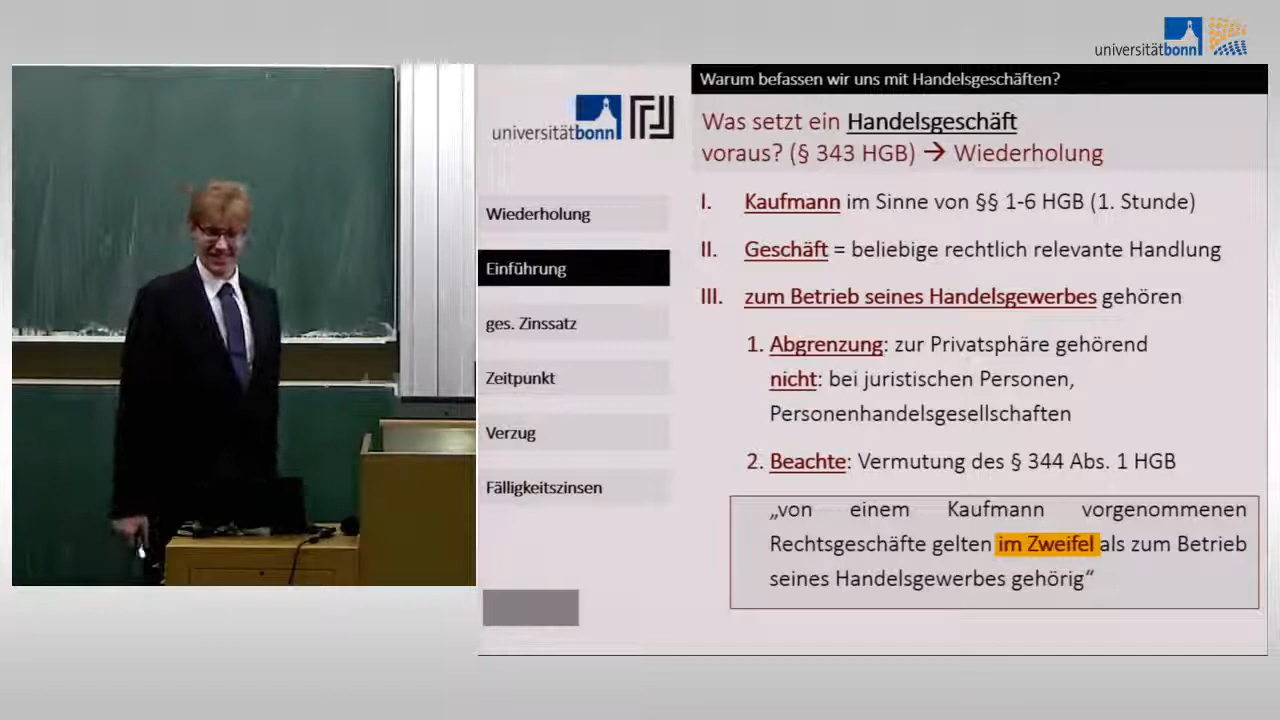 universitätbonn
Warum befassen wir uns mit Handelsgeschäften?
universitätbonn
Was setzt ein Handelsgeschäft
voraus? (§ 343 HGB) → Wiederholung
Wiederholung
Einführung
ges. Zinssatz
Zeitpunkt
Verzug
Fälligkeitszinsen
I. Kaufmann im Sinne von §§ 1-6 HGB (1. Stunde)
II. Geschäft = beliebige rechtlich relevante Handlung
III. zum Betrieb seines Handelsgewerbes gehören
1. Abgrenzung: zur Privatsphäre gehörend
nicht: bei juristischen Personen,
Personenhandelsgesellschaften
2. Beachte: Vermutung des § 344 Abs. 1 HGB
„von einem Kaufmann vorgenommenen
Rechtsgeschäfte gelten im Zweifel als zum Betrieb
seines Handelsgewerbes gehörig“